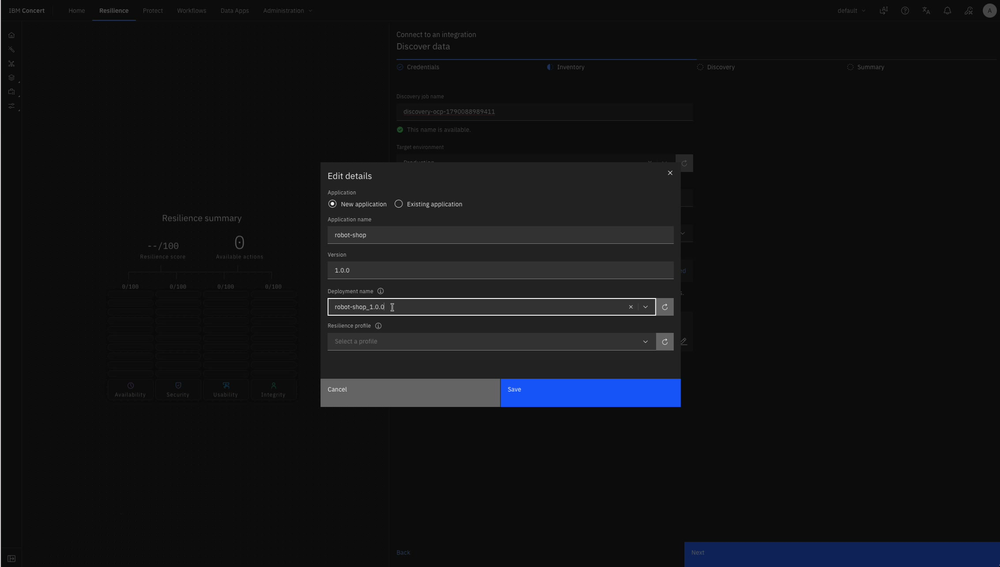 IBM Concert
Home
Resilience
Protect
Workflows
Data Apps
Administration
default
A
Connect to an integration
Discover data
Credentials
Inventory
Discovery
Summary
Discovery job name
discovery-ocp-1790088989411
This name is available.
Target environment
Production
Edit details
Application
New application
Existing application
Application name
robot-shop
Version
1.0.0
Deployment name
robot-shop_1.0.0
Resilience profile
Select a profile
Cancel
Save
Resilience summary
--/100
0
Resilience score
Available actions
0/100
0/100
0/100
0/100
Availability
Security
Usability
Integrity
Back
Next